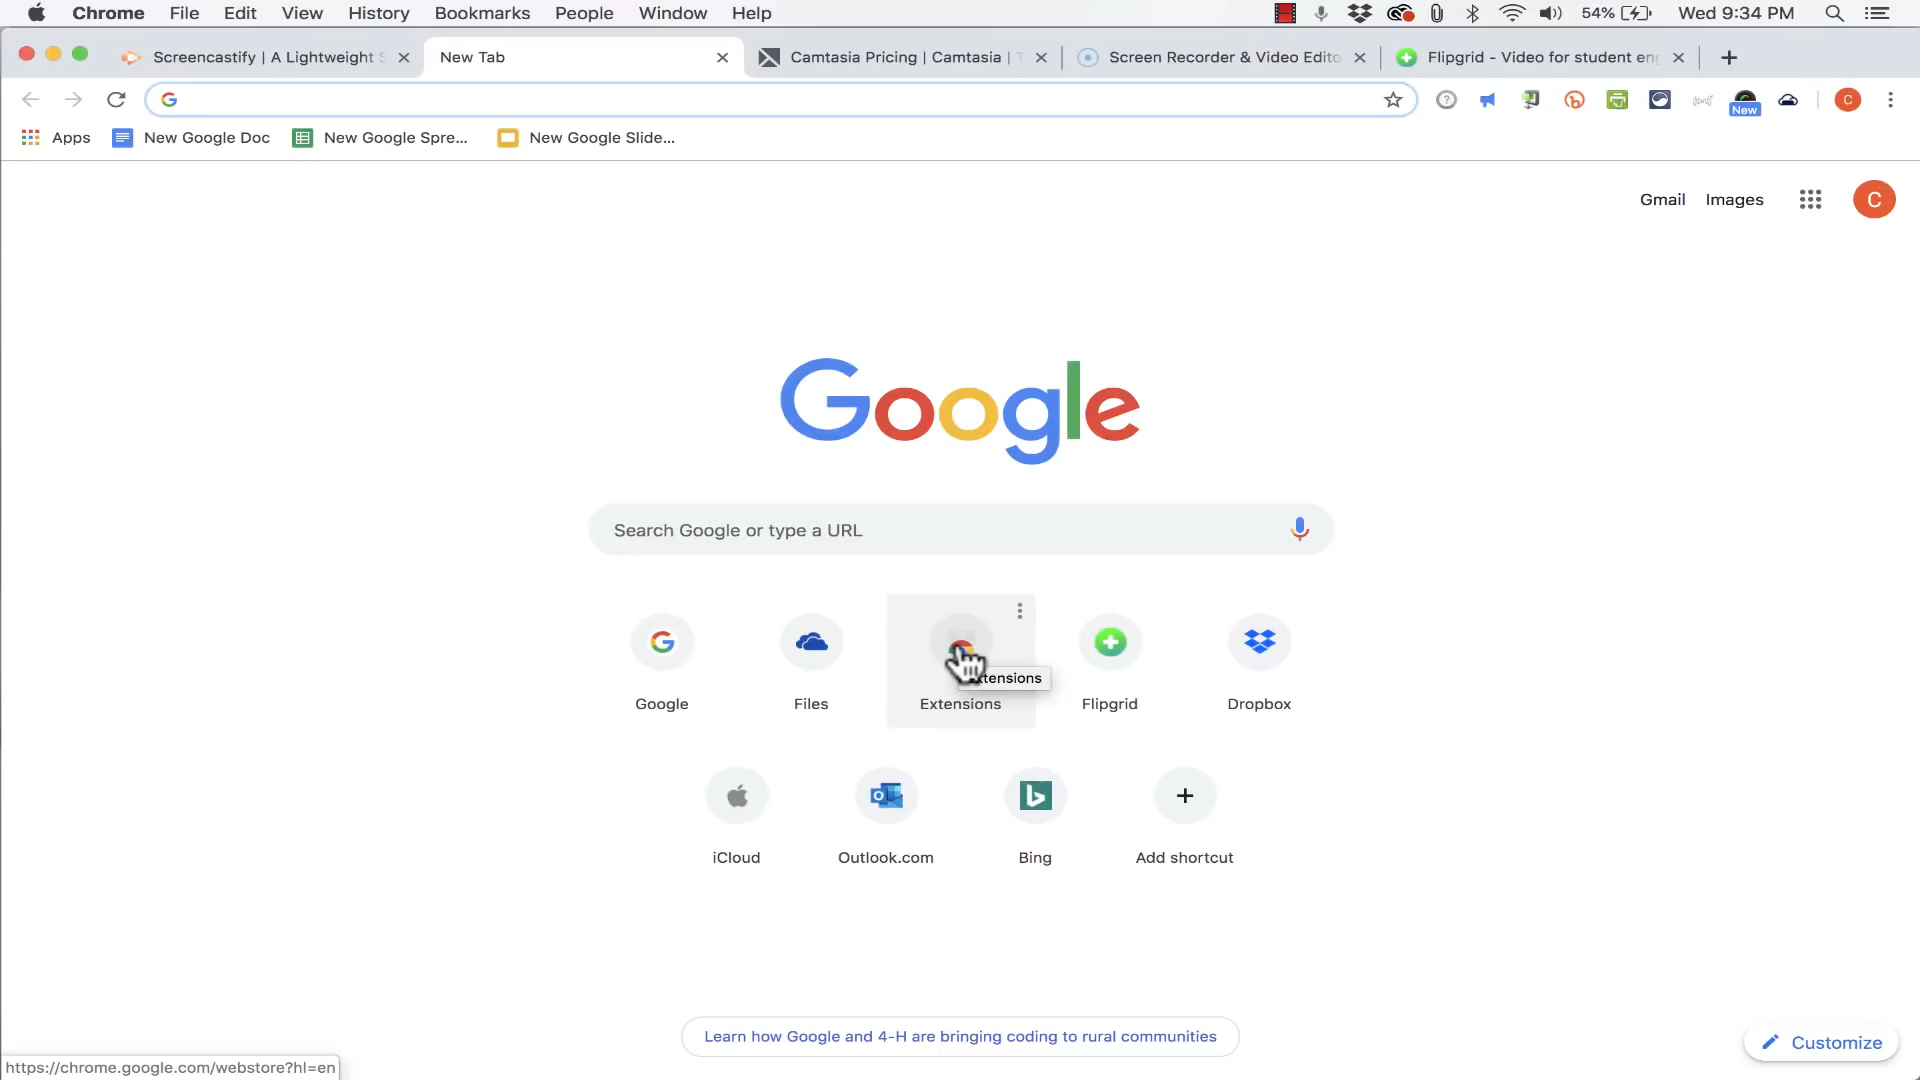 Chrome File Edit View History Bookmarks People Window Help 54% Wed 9:34 PM
Screencastify | A Lightweight S New Tab Camtasia Pricing | Camtasia | T Screen Recorder & Video Edito Flipgrid - Video for student eng
New C
Apps New Google Doc New Google Spre... New Google Slide...
Gmail Images C
Google
Search Google or type a URL
xtensions
Google Files Extensions Flipgrid Dropbox
iCloud Outlook.com Bing Add shortcut
Learn how Google and 4-H are bringing coding to rural communities
Customize
https://chrome.google.com/webstore?hl=en